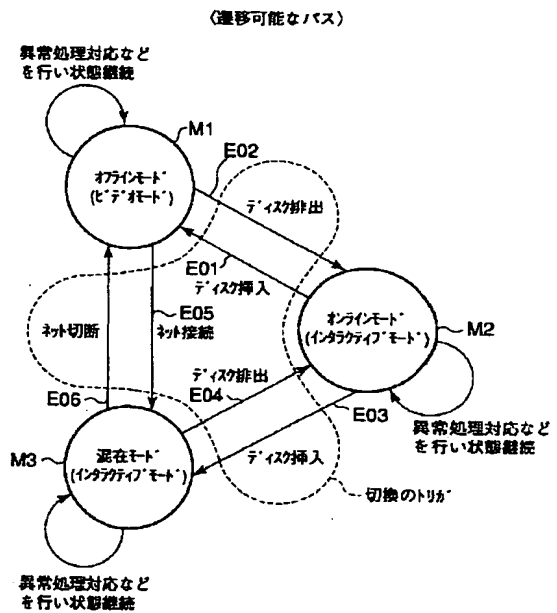 〈遷移可能なパス〉
異常処理対応など
を行い状態継続
M1
E02
オフラインモード
(ビデオモード)
ディスク排出
E01
ディスク挿入
オンラインモード
(インタラクティブモード)
M2
ネット切断
E05
ネット接続
ディスク排出
E04
E06
E03
異常処理対応など
を行い状態継続
M3
混在モード
(インタラクティブモード)
ディスク挿入
切換のトリガ
異常処理対応など
を行い状態継続